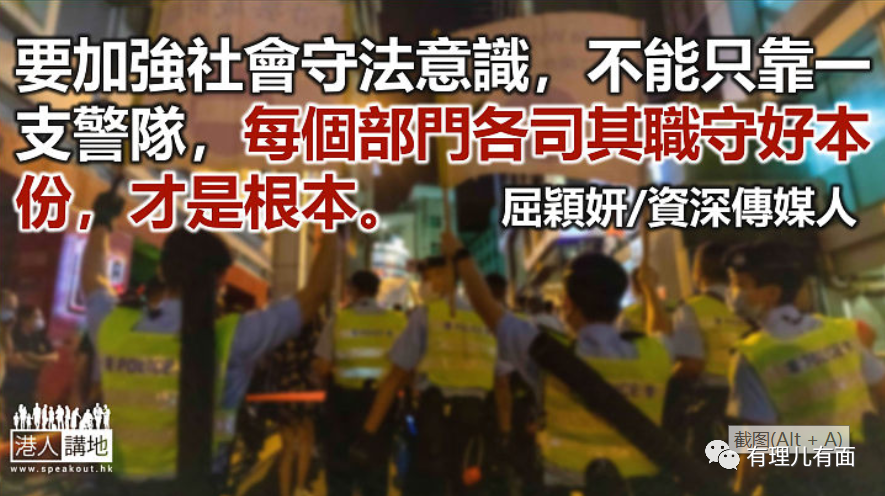 要加強社會守法意識，不能只靠一
支警隊，每個部門各司其職守好本
份，才是根本。
屈穎妍/資深傳媒人
POLICE
港人講地
www.speakout.hk
截图(Alt + A)
有理儿有面